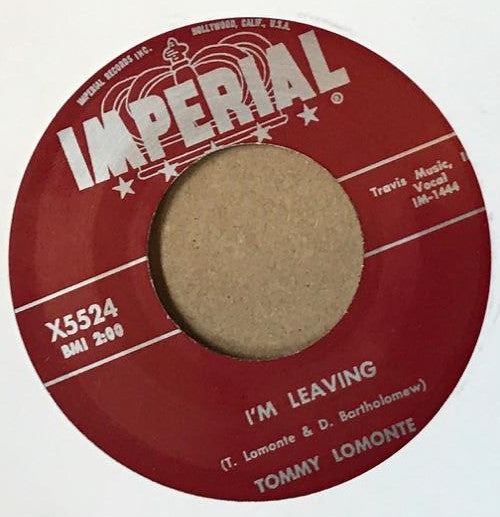 IMPERIAL RECORDS INC.
HOLLYWOOD, CALIF., U.S.A.
IMPERIAL
®
Travis Music,
Vocal
IM-1444
X5524
BMI 2:00
I'M LEAVING
(T. Lomonte & D. Bartholomew)
TOMMY LOMONTE